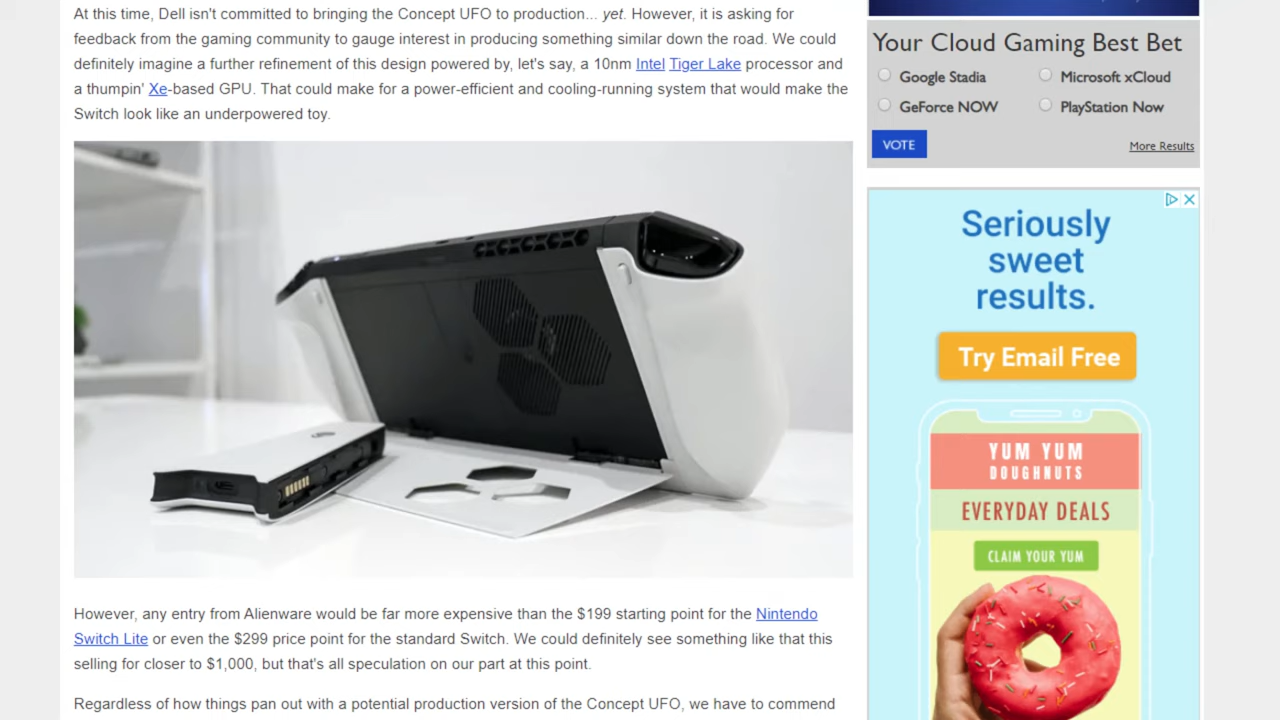 At this time, Dell isn't committed to bringing the Concept UFO to production... yet. However, it is asking for
feedback from the gaming community to gauge interest in producing something similar down the road. We could
definitely imagine a further refinement of this design powered by, let's say, a 10nm Intel Tiger Lake processor and
a thumpin' Xe-based GPU. That could make for a power-efficient and cooling-running system that would make the
Switch look like an underpowered toy.
However, any entry from Alienware would be far more expensive than the $199 starting point for the Nintendo
Switch Lite or even the $299 price point for the standard Switch. We could definitely see something like that this
selling for closer to $1,000, but that's all speculation on our part at this point.
Regardless of how things pan out with a potential production version of the Concept UFO, we have to commend
Your Cloud Gaming Best Bet
Google Stadia
Microsoft xCloud
GeForce NOW
PlayStation Now
VOTE
More Results
Seriously
sweet
results.
Try Email Free
YUM YUM
DOUGHNUTS
EVERYDAY DEALS
CLAIM YOUR YUM